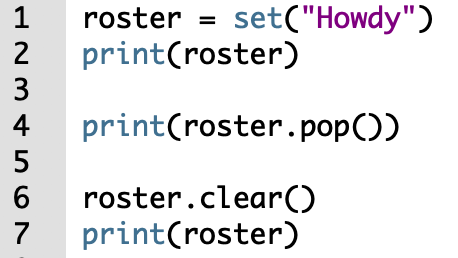 1 roster = set("Howdy")
2 print(roster)
3
4 print(roster.pop())
5
6 roster.clear()
7 print(roster)